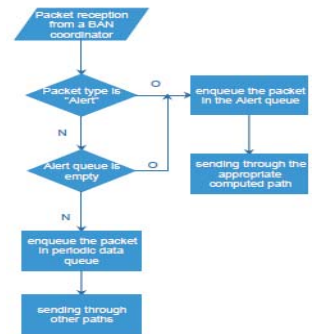 Packet reception
from a BAN
coordinator
Packet type is
"Alert"
O
enqueue the packet
in the Alert queue
N
Alert queue is
empty
O
sending through the
appropriate
computed path
N
enqueue the packet
in periodic data
queue
sending through
other paths